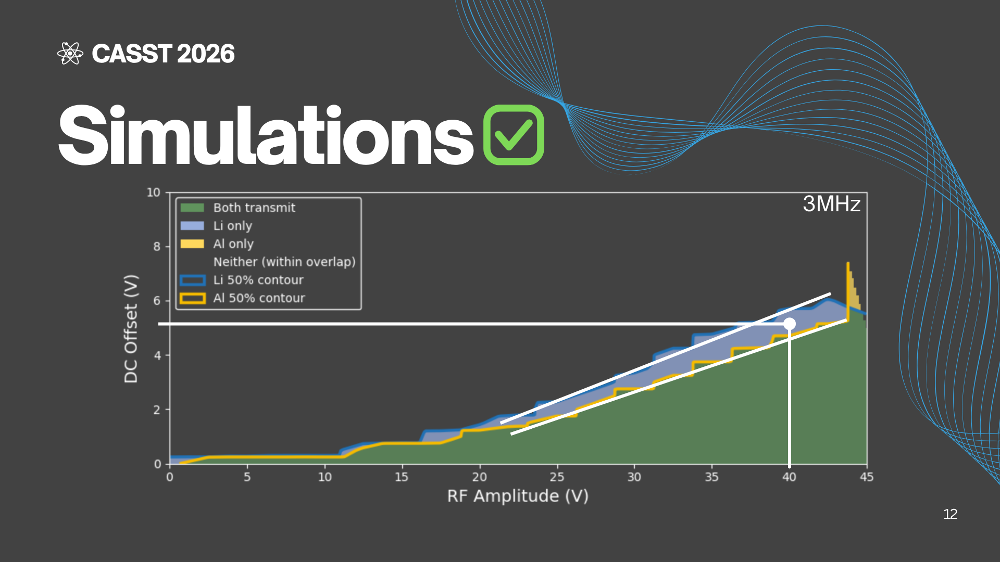 CASST 2026
Simulations
3MHz
10
8
6
4
2
0
DC Offset (V)
Both transmit
Li only
Al only
Neither (within overlap)
Li 50% contour
Al 50% contour
0 5 10 15 20 25 30 35 40 45
RF Amplitude (V)
12